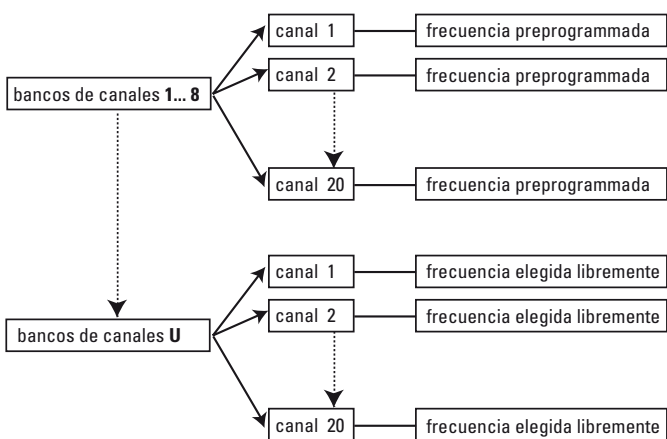 canal 1
frecuencia preprogrammada
canal 2
frecuencia preprogrammada
bancos de canales 1... 8
canal 20
frecuencia preprogrammada
canal 1
frecuencia elegida libremente
canal 2
frecuencia elegida libremente
bancos de canales U
canal 20
frecuencia elegida libremente